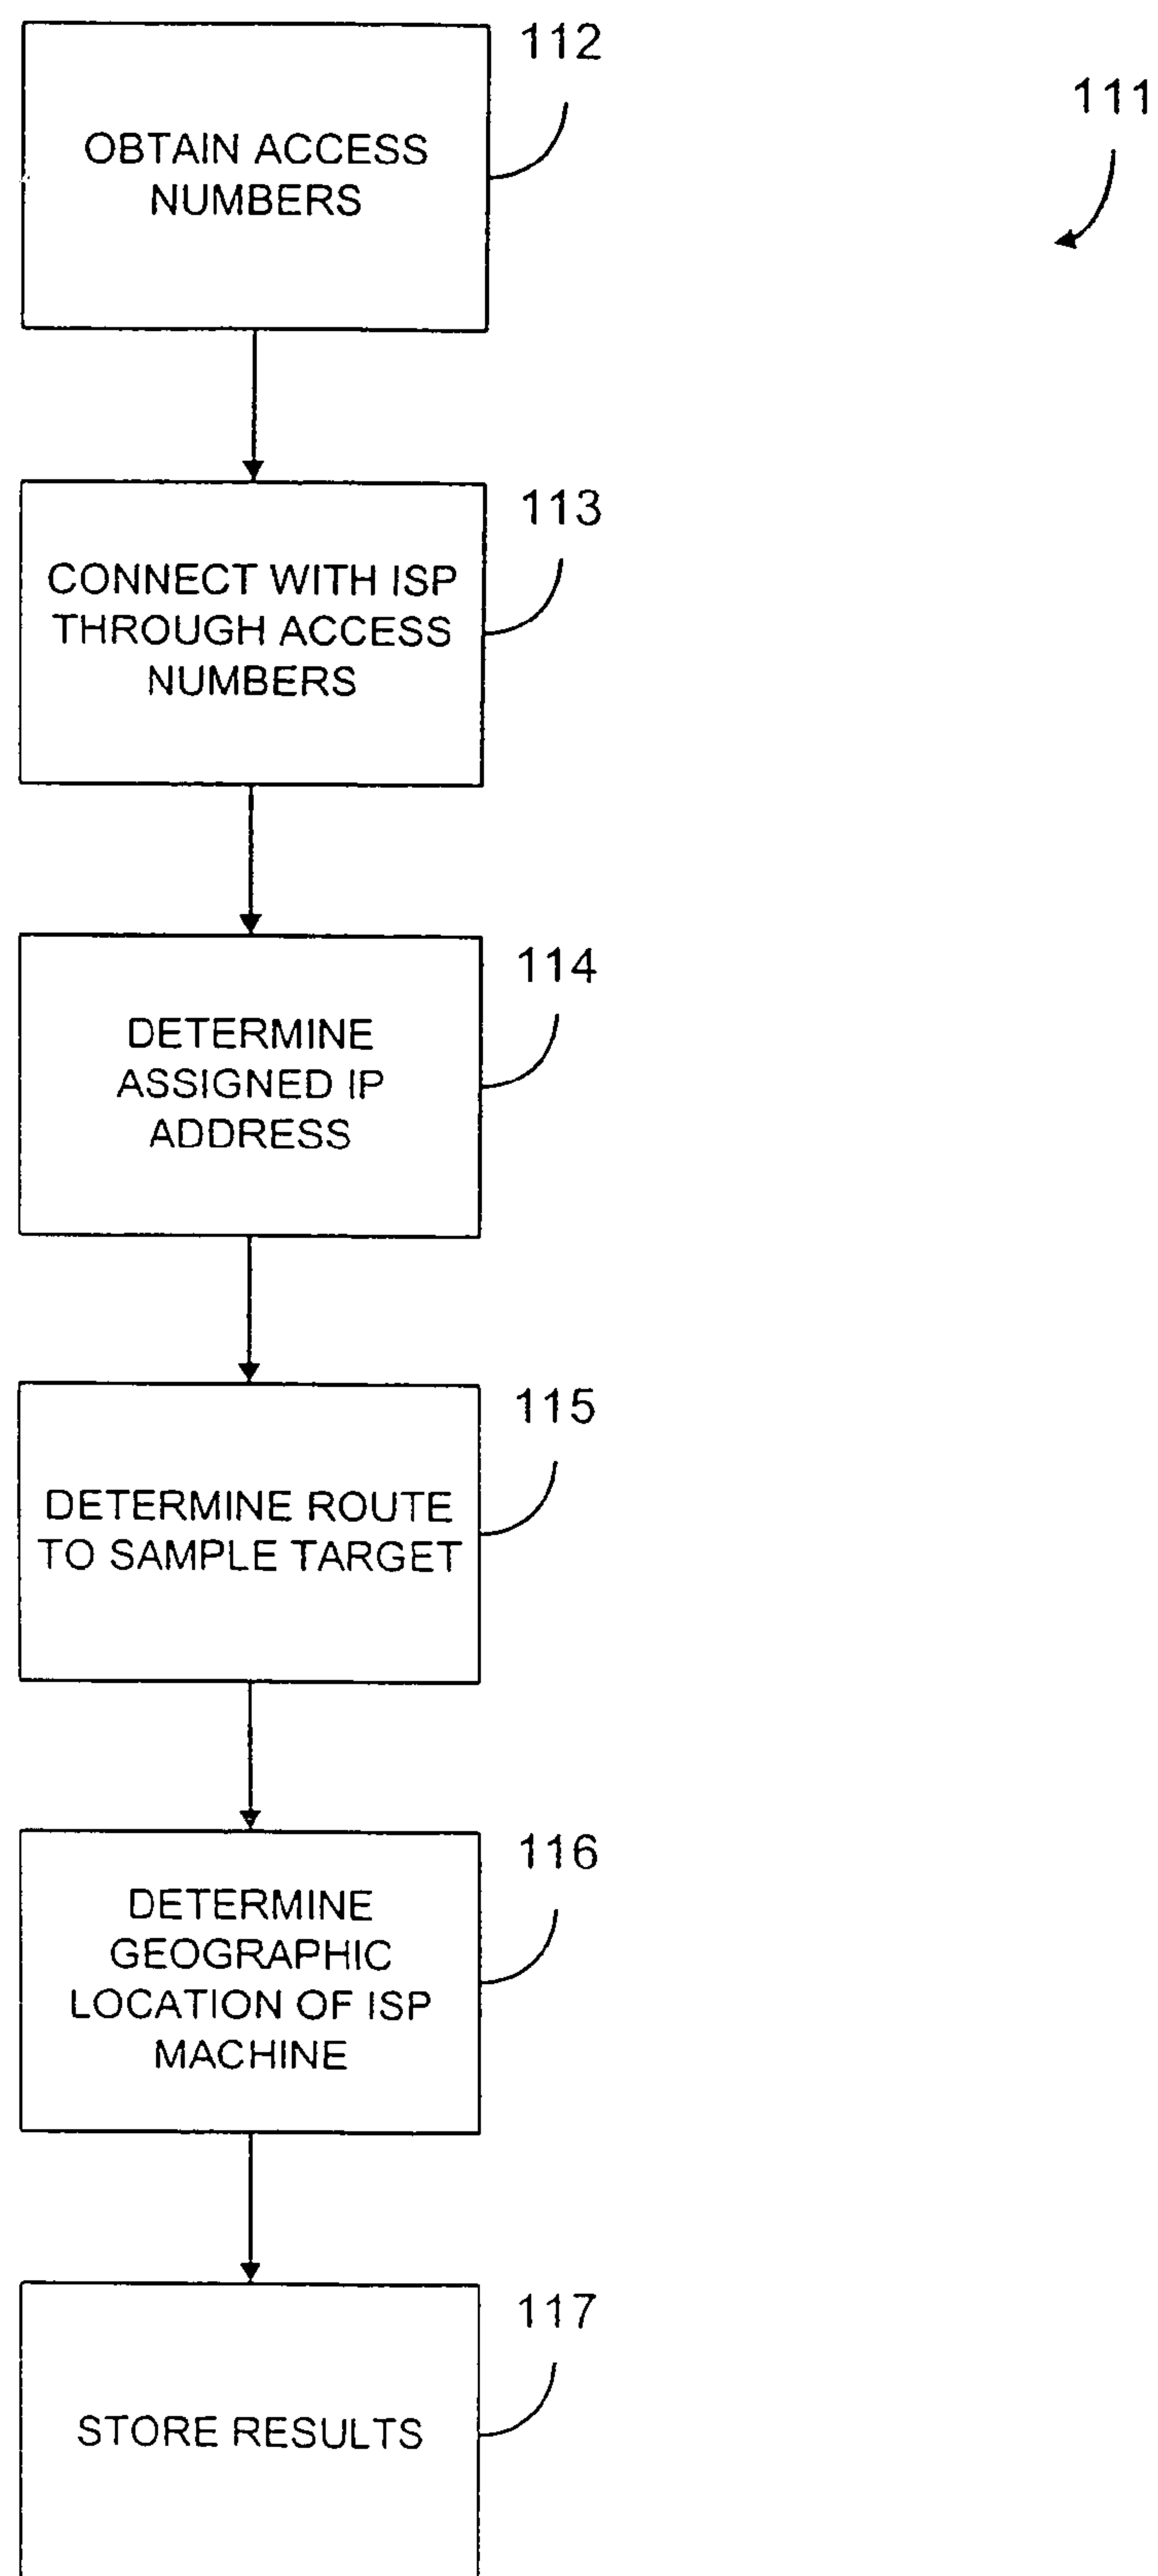 112
111
OBTAIN ACCESS
NUMBERS
113
CONNECT WITH ISP
THROUGH ACCESS
NUMBERS
114
DETERMINE
ASSIGNED IP
ADDRESS
115
DETERMINE ROUTE
TO SAMPLE TARGET
116
DETERMINE
GEOGRAPHIC
LOCATION OF ISP
MACHINE
117
STORE RESULTS